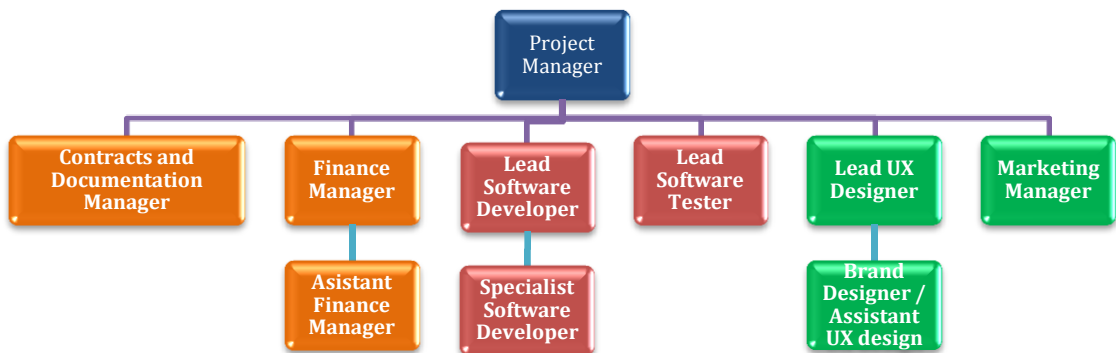 Project
Manager
Contracts and
Documentation
Manager
Finance
Manager
Lead
Software
Developer
Lead
Software
Tester
Lead UX
Designer
Marketing
Manager
Asistant
Finance
Manager
Specialist
Software
Developer
Brand
Designer /
Assistant
UX design